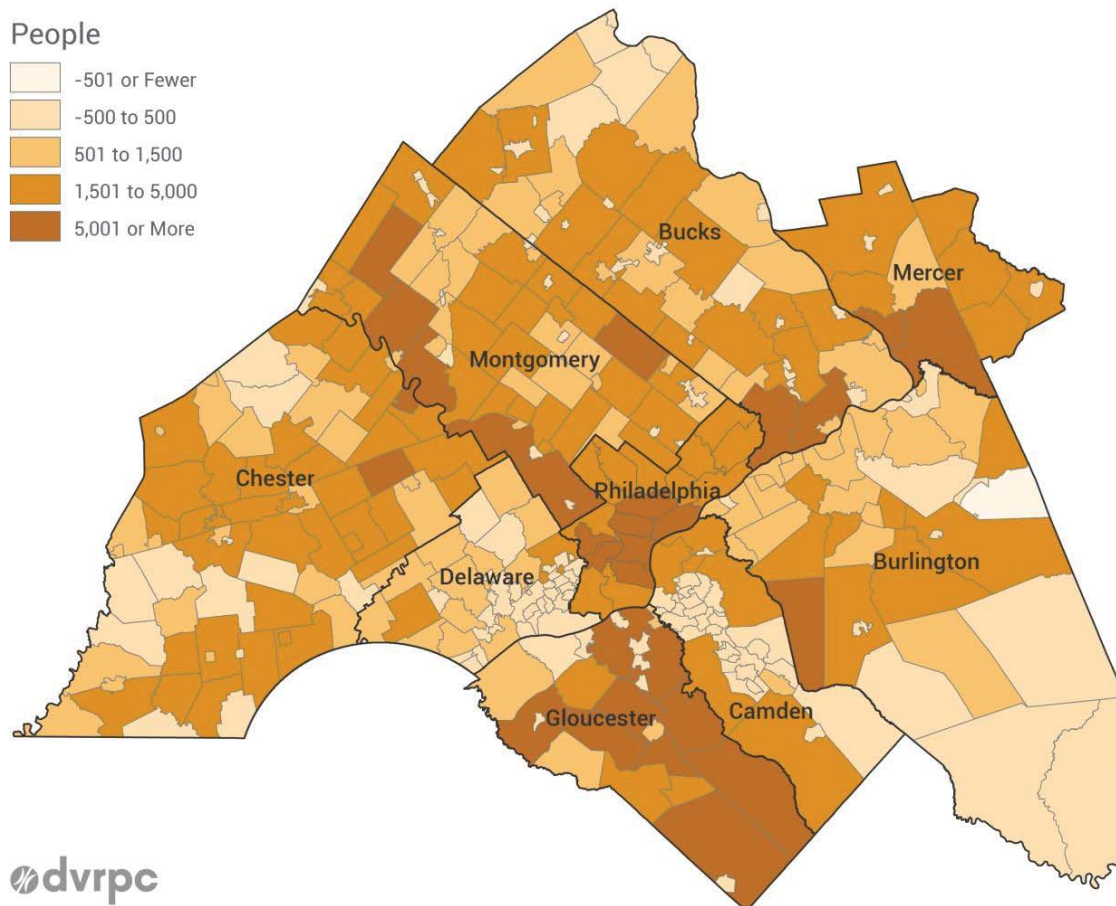 People
-501 or Fewer
-500 to 500
501 to 1,500
1,501 to 5,000
5,001 or More
Bucks
Mercer
Montgomery
Chester
Philadelphia
Burlington
Delaware
Gloucester
Camden
dvrpc